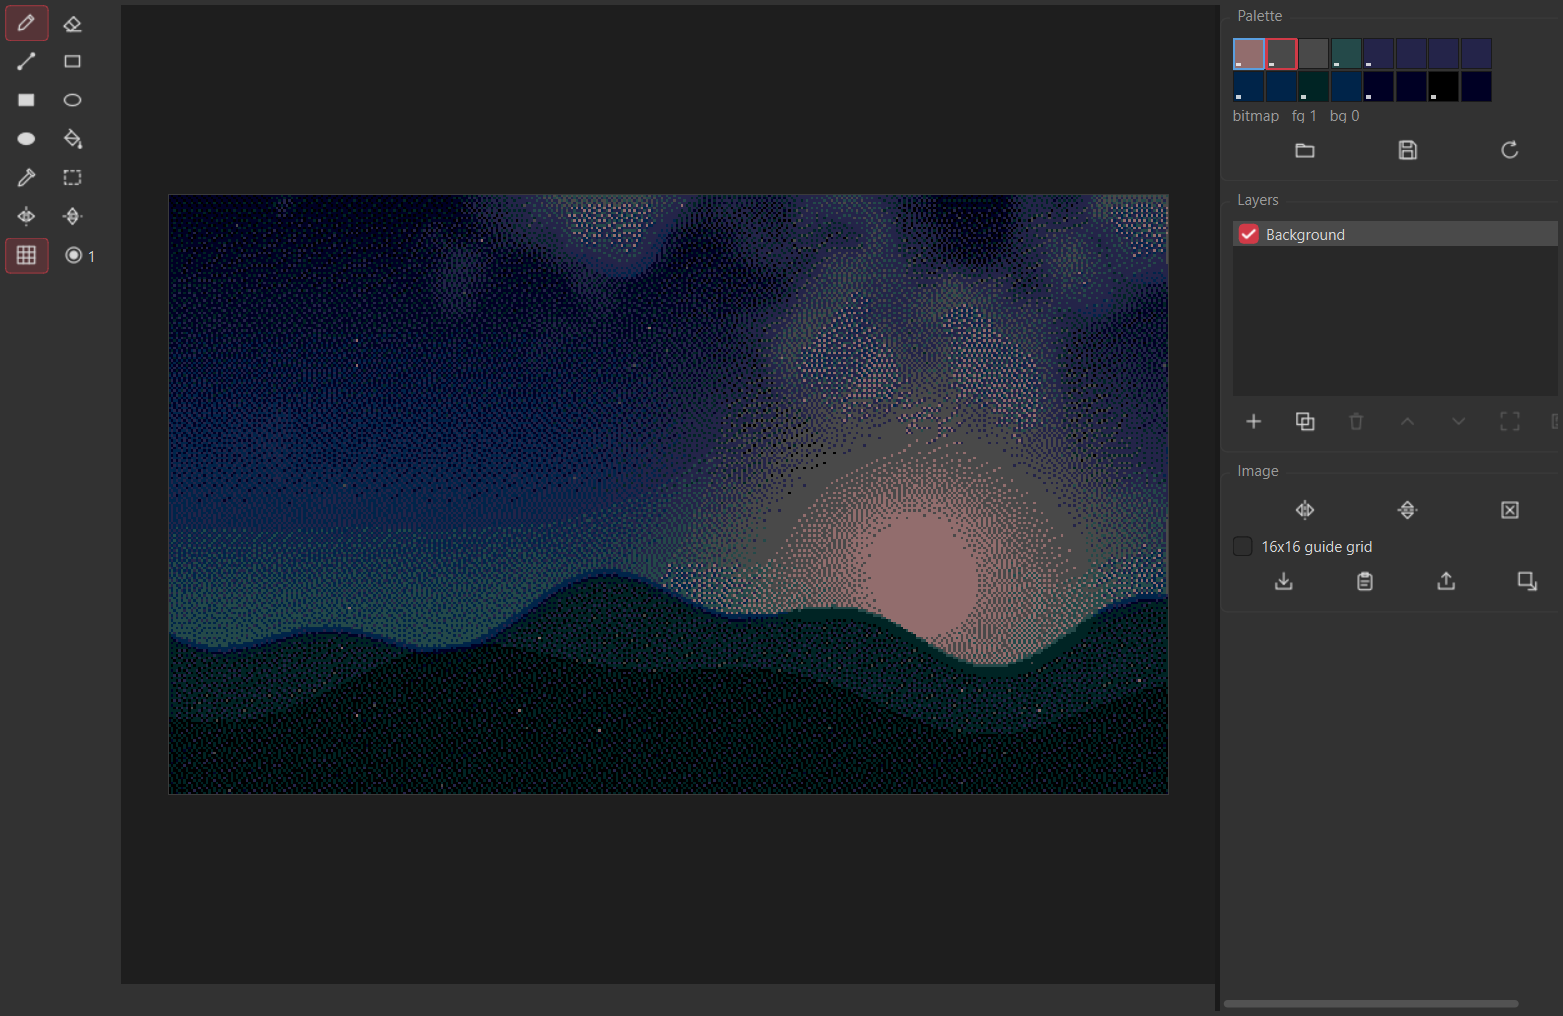 1
Palette
bitmap fg 1 bg 0
Layers
Background
Image
16x16 guide grid